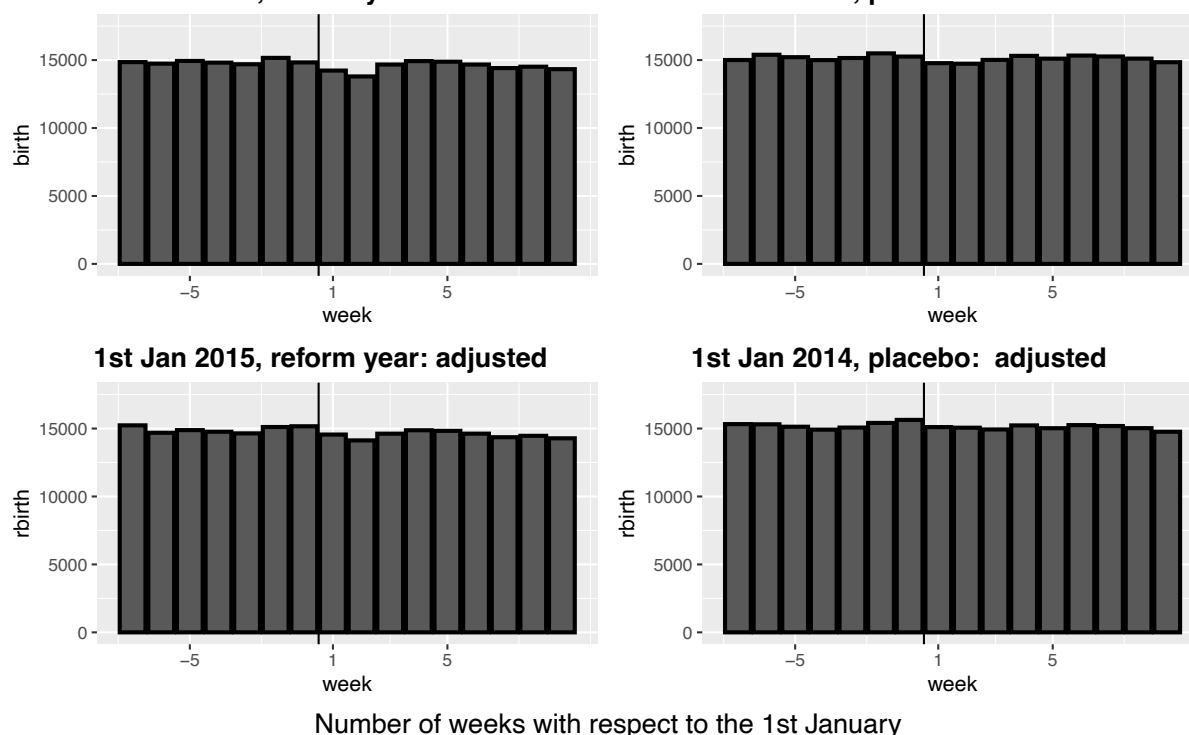 15000
10000
5000
0
birth
−5 1 5
week
15000
10000
5000
0
birth
−5 1 5
week
1st Jan 2015, reform year: adjusted
15000
10000
5000
0
rbirth
−5 1 5
week
1st Jan 2014, placebo: adjusted
15000
10000
5000
0
rbirth
−5 1 5
week
Number of weeks with respect to the 1st January